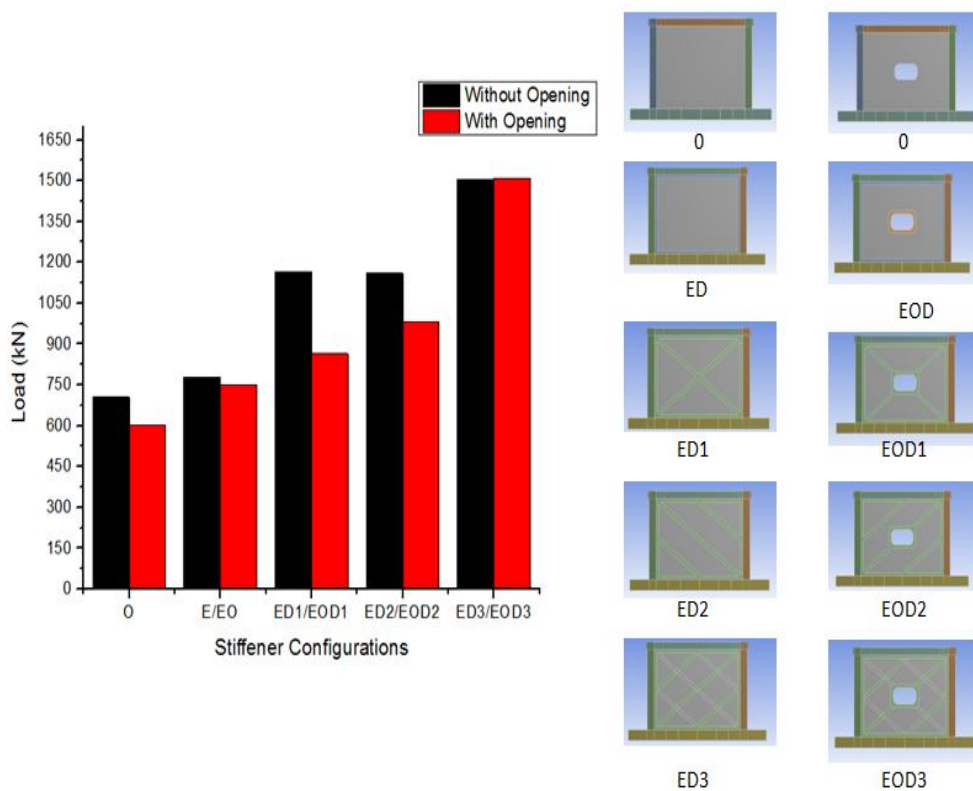 Without Opening
With Opening
1650
1500
1350
1200
1050
900
750
600
450
300
150
0
Load (kN)
O
E/EO
ED1/EOD1
ED2/EOD2
ED3/EOD3
Stiffener Configurations
0
0
ED
EOD
ED1
EOD1
ED2
EOD2
ED3
EOD3